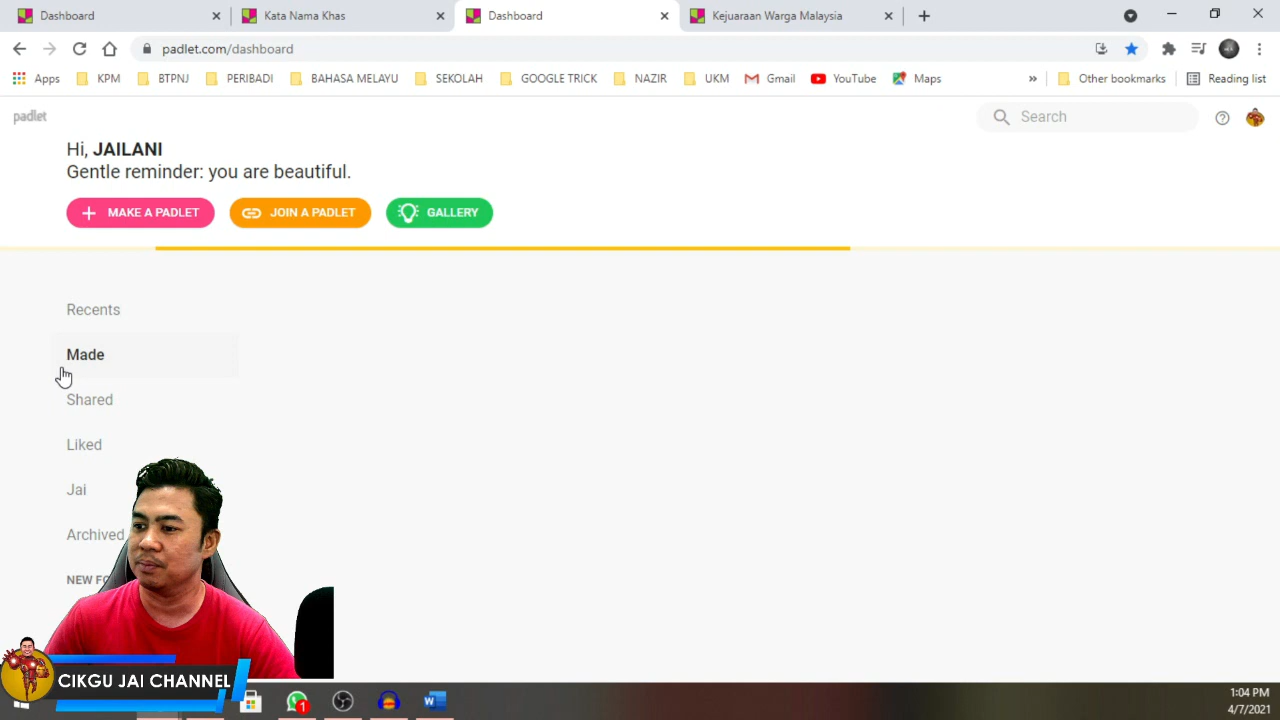 Dashboard
Kata Nama Khas
Dashboard
Kejuaraan Warga Malaysia
padlet.com/dashboard
Apps
KPM
BTPNJ
PERIBADI
BAHASA MELAYU
SEKOLAH
GOOGLE TRICK
NAZIR
UKM
Gmail
YouTube
Maps
»
Other bookmarks
Reading list
padlet
Search
Hi, JAILANI
Gentle reminder: you are beautiful.
MAKE A PADLET
JOIN A PADLET
GALLERY
Recents
Made
Shared
Liked
Jai
Archived
NEW FO
CIKGU JAI CHANNEL
1
1:04 PM
4/7/2021